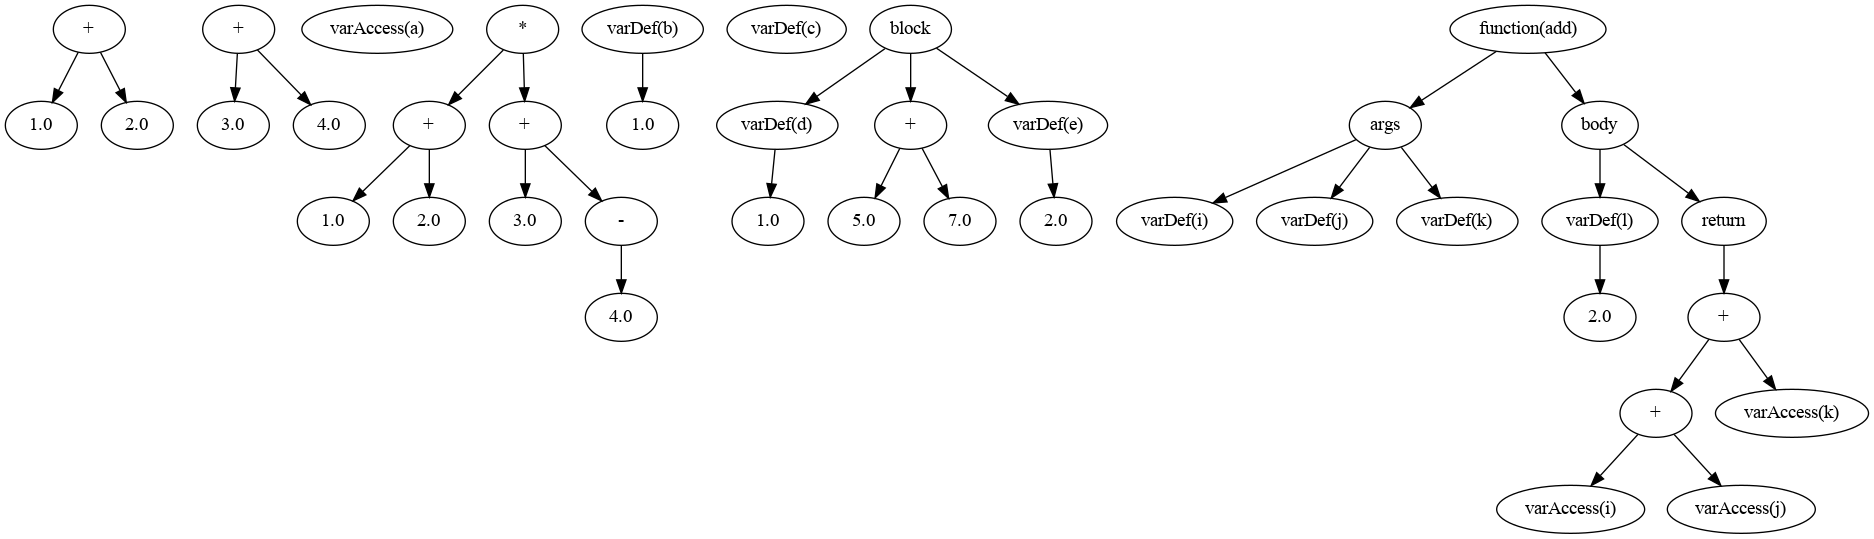 + + varAccess(a) * varDef(b) varDef(c) block function(add)
1.0 2.0 3.0 4.0 + + 1.0 varDef(d) + varDef(e) args body
1.0 2.0 3.0 - 1.0 5.0 7.0 2.0 varDef(i) varDef(j) varDef(k) varDef(l) return
4.0 2.0 +
+ varAccess(k)
varAccess(i) varAccess(j)